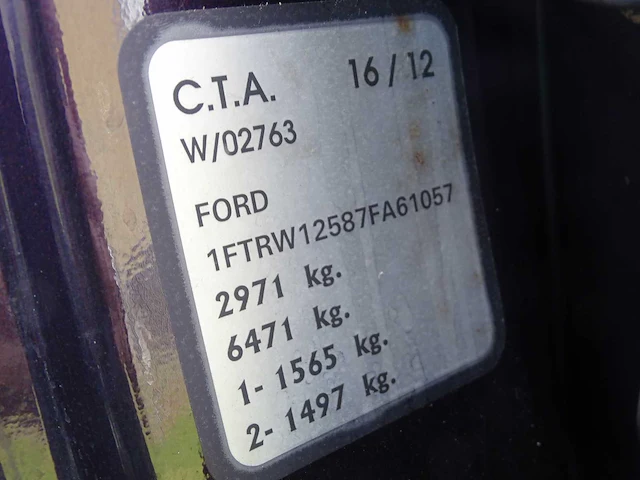 C.T.A. 16/12
W/02763
FORD
1FTRW12587FA61057
2971 kg.
6471 kg.
1- 1565 kg.
2- 1497 kg.